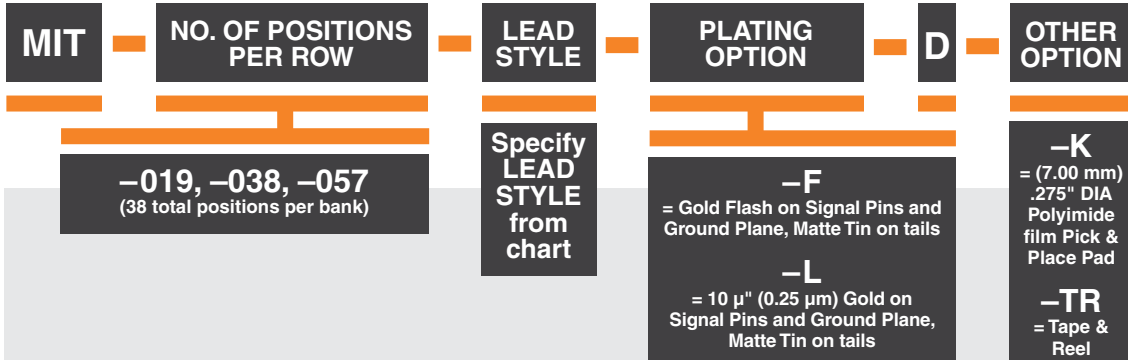 MIT
NO. OF POSITIONS
PER ROW
LEAD
STYLE
PLATING
OPTION
D
OTHER
OPTION
–019, –038, –057
(38 total positions per bank)
Specify
LEAD
STYLE
from
chart
–F
= Gold Flash on Signal Pins and
Ground Plane, Matte Tin on tails
–L
= 10 µ" (0.25 µm) Gold on
Signal Pins and Ground Plane,
Matte Tin on tails
–K
= (7.00 mm)
.275" DIA
Polyimide
film Pick &
Place Pad
–TR
= Tape &
Reel